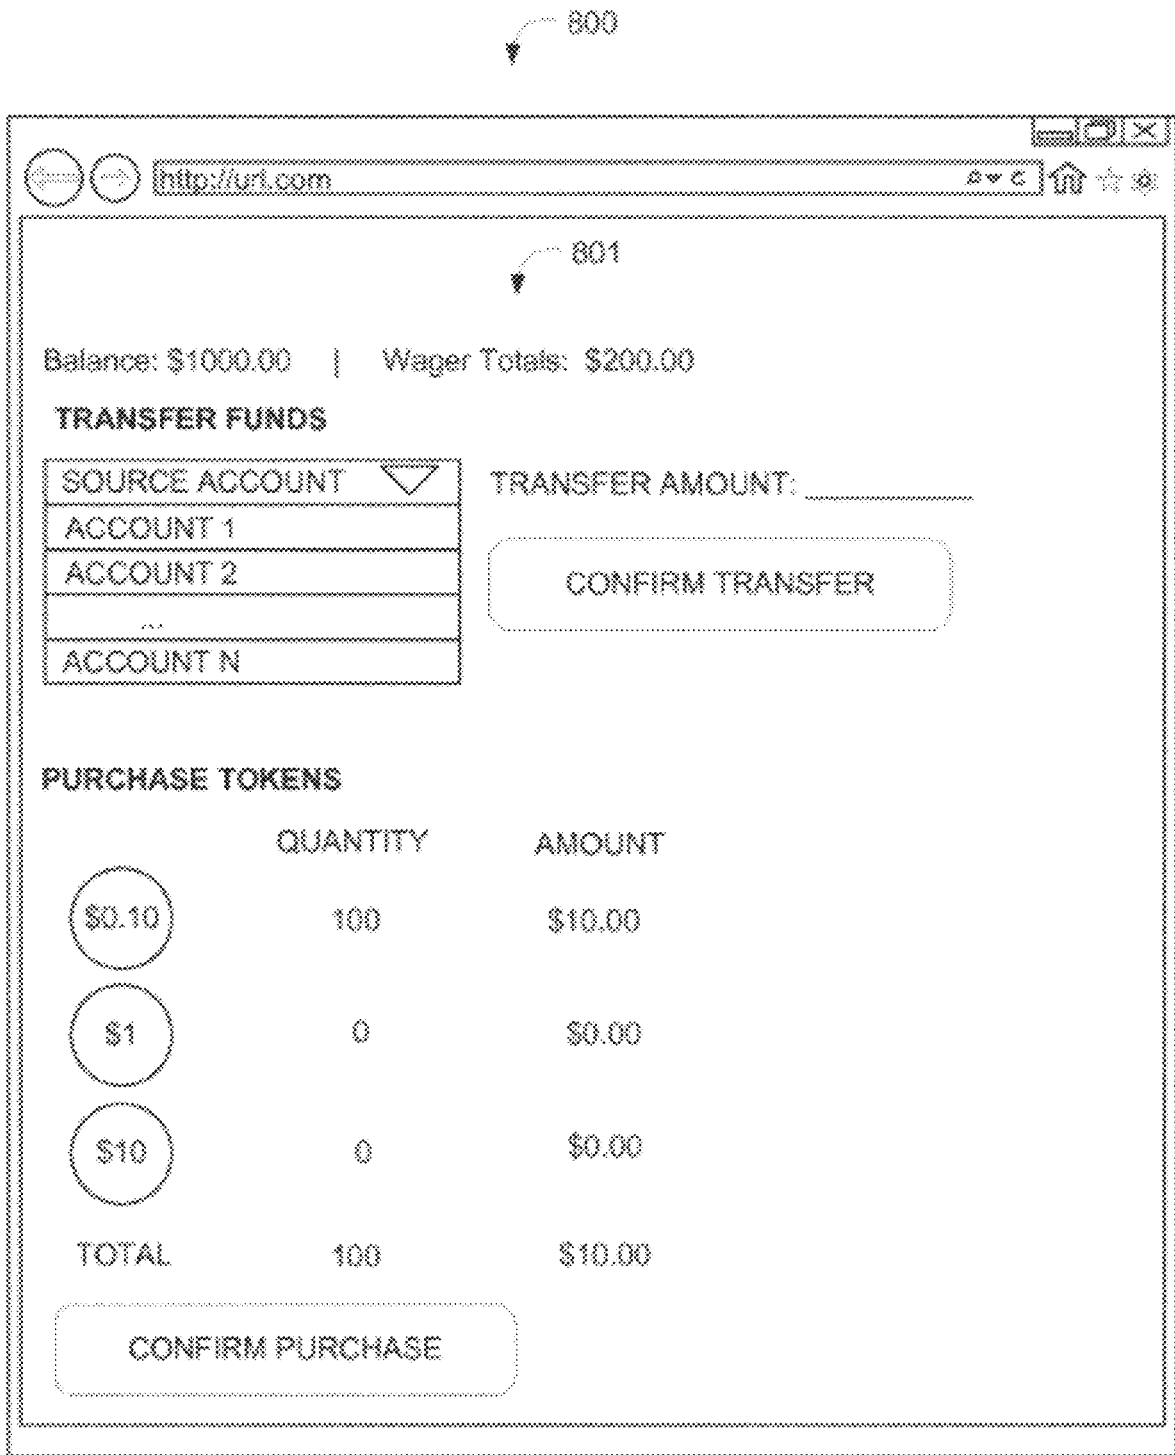 800
http://url.com
801
Balance: $1000.00 | Wager Totals: $200.00
TRANSFER FUNDS
SOURCE ACCOUNT
TRANSFER AMOUNT: __________
ACCOUNT 1
ACCOUNT 2
CONFIRM TRANSFER
...
ACCOUNT N
PURCHASE TOKENS
QUANTITY AMOUNT
$0.10 100 $10.00
$1 0 $0.00
$10 0 $0.00
TOTAL 100 $10.00
CONFIRM PURCHASE